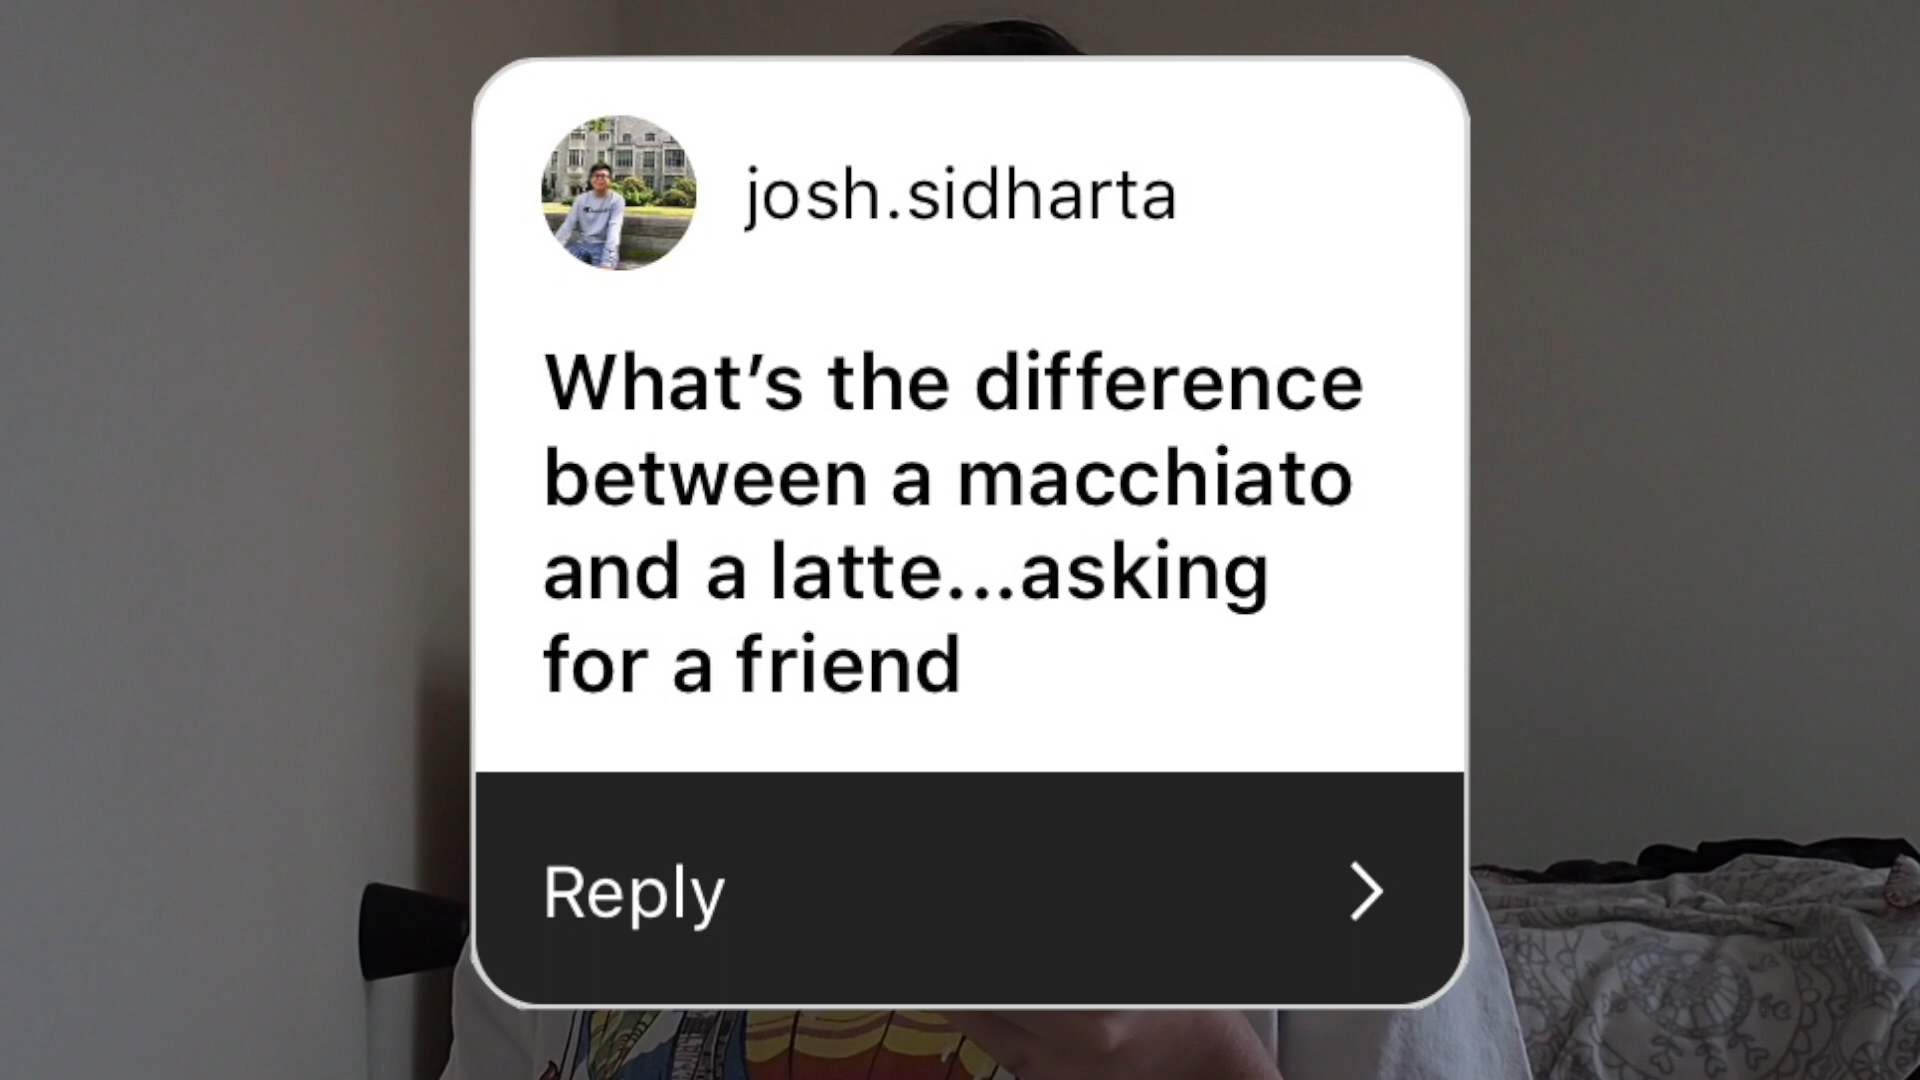 josh.sidharta
What’s the difference
between a macchiato
and a latte...asking
for a friend
Reply